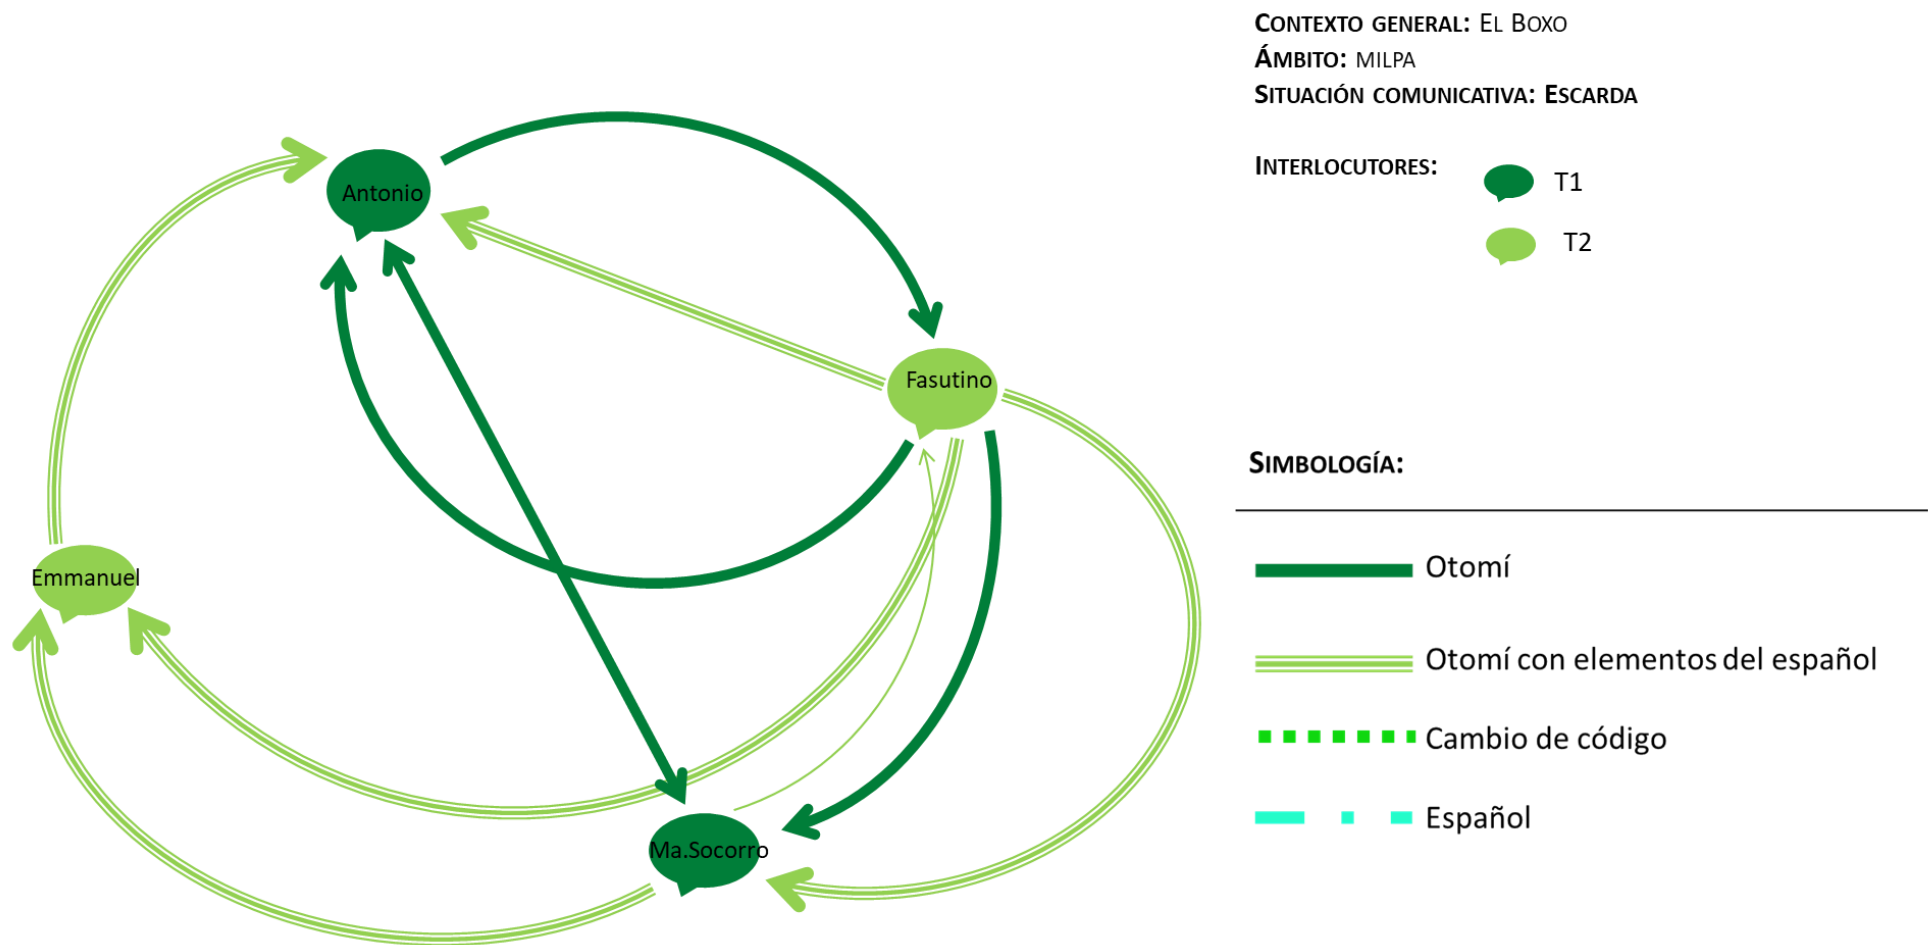 CONTEXTO GENERAL: EL BOXO
ÁMBITO: MILPA
SITUACIÓN COMUNICATIVA: ESCARDA
INTERLOCUTORES:
T1
T2
Antonio
Fasutino
Emmanuel
Ma.Socorro
SIMBOLOGÍA:
Otomí
Otomí con elementos del español
Cambio de código
Español